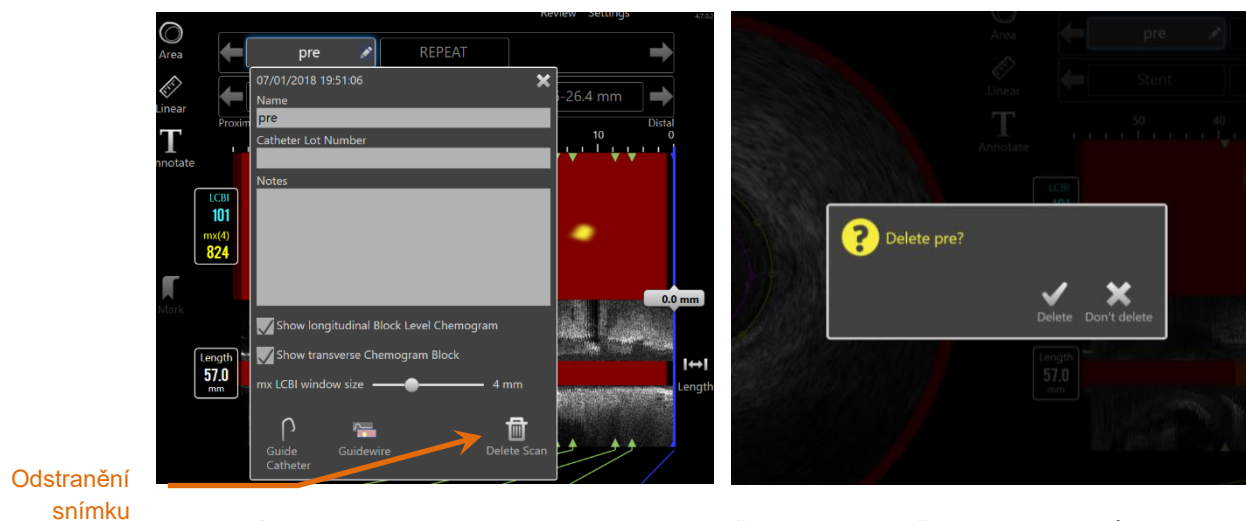 Review Settings
4.7.0.2
Area
pre
REPEAT
07/01/2018 19:51:06
Name
pre
-26.4 mm
Linear
Proxim
Distal
Catheter Lot Number
10
0
Annotate
Notes
LCBI
101
mx(4)
824
Mark
0.0 mm
Show longitudinal Block Level Chemogram
Show transverse Chemogram Block
Length
57.0
mm
mx LCBI window size
4 mm
Length
Guide
Catheter
Guidewire
Delete Scan
Odstranění
snímku
Area
pre
Linear
Stent
50
40
Annotate
LCBI
Delete pre?
Delete
Don't delete
Length
57.0
mm